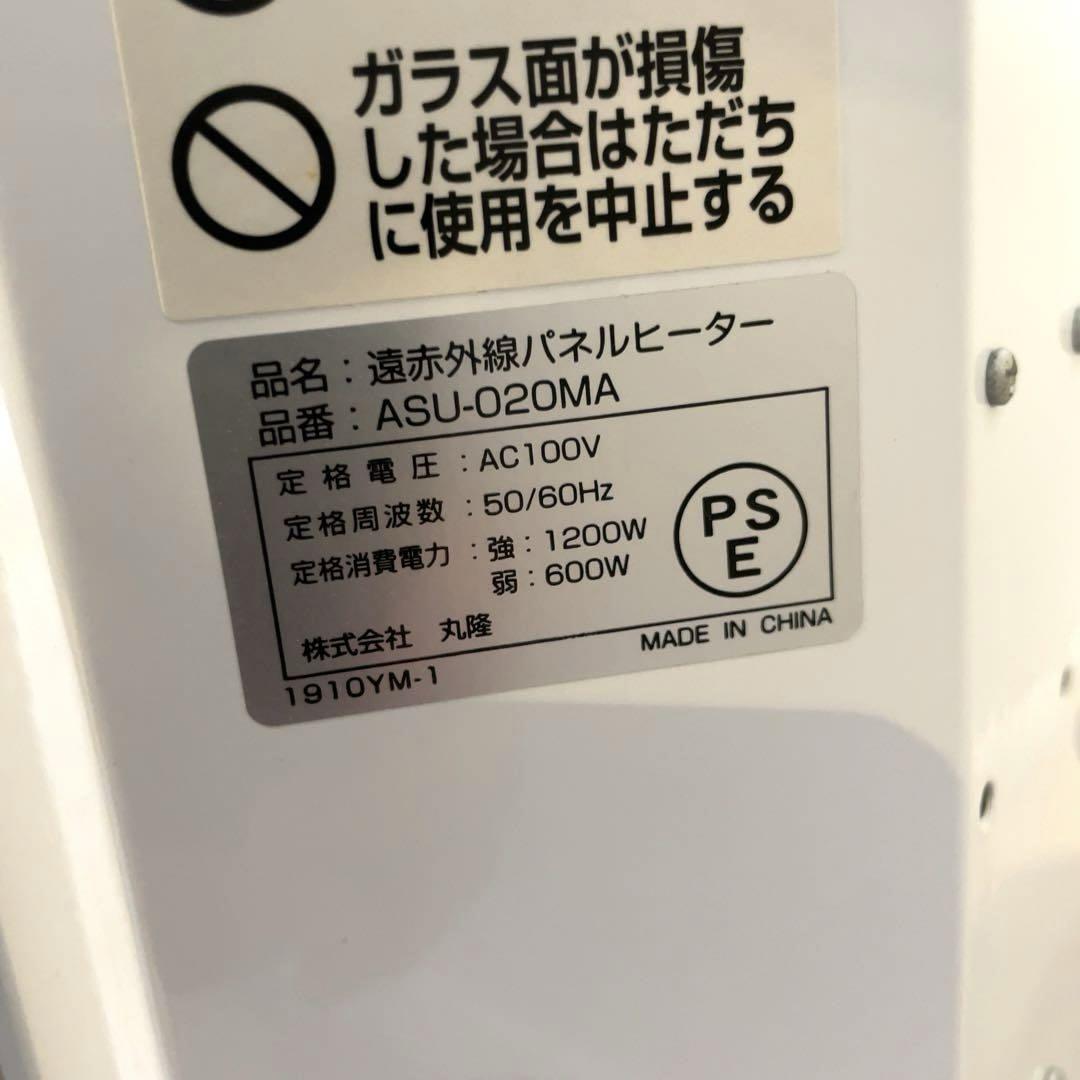 ガラス面が損傷
した場合はただち
に使用を中止する
品名：遠赤外線パネルヒーター
品番：ASU-020MA
定格電圧：AC100V
定格周波数：50/60Hz
定格消費電力：強：1200W
弱：600W
PS
E
株式会社 丸隆
1910YM-1
MADE IN CHINA